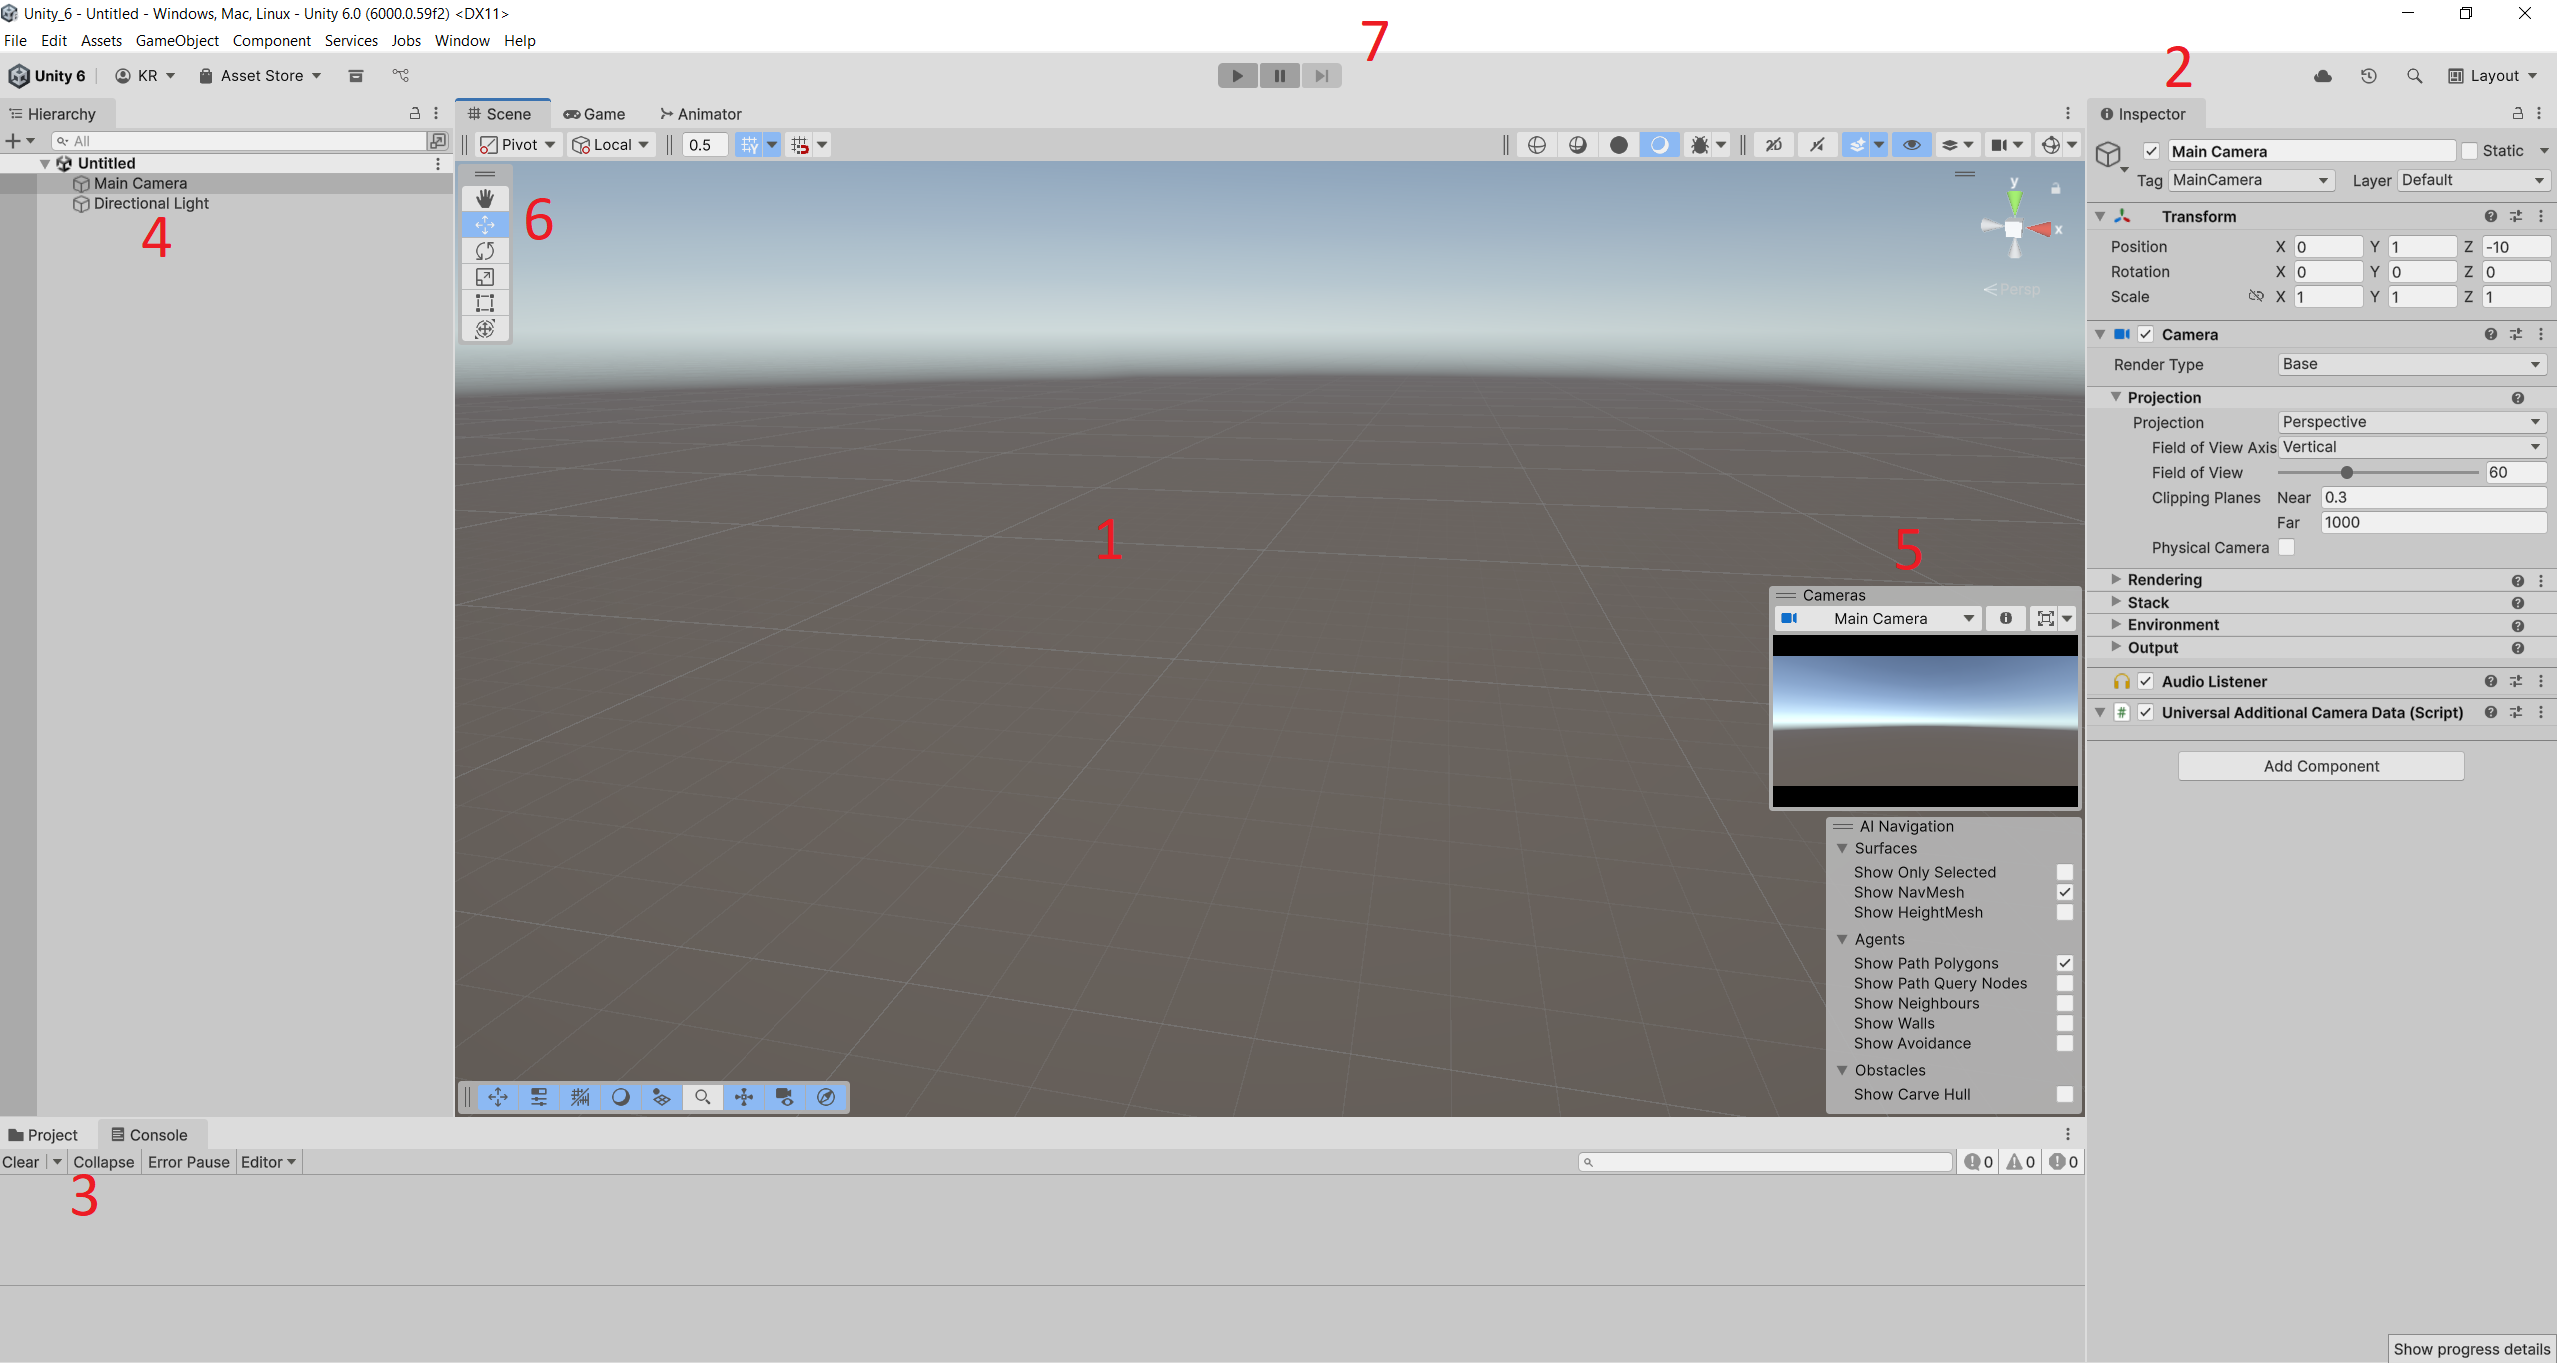 Unity_6 - Untitled - Windows, Mac, Linux - Unity 6.0 (6000.0.59f2) <DX11>
File Edit Assets GameObject Component Services Jobs Window Help
7
2
Unity 6 KR Asset Store Layout
Hierarchy
Scene Game Animator
Inspector
All
Pivot Local 0.5 2D
Main Camera Static
Untitled
Main Camera
Directional Light
Tag MainCamera Layer Default
4
6
y
x
Persp
Transform
Position X 0 Y 1 Z -10
Rotation X 0 Y 0 Z 0
Scale X 1 Y 1 Z 1
Camera
Render Type Base
Projection
Projection Perspective
Field of View Axis Vertical
Field of View 60
Clipping Planes Near 0.3
Far 1000
Physical Camera
Rendering
Stack
Environment
Output
Audio Listener
# Universal Additional Camera Data (Script)
Add Component
1
5
Cameras
Main Camera
AI Navigation
Surfaces
Show Only Selected
Show NavMesh
Show HeightMesh
Agents
Show Path Polygons
Show Path Query Nodes
Show Neighbours
Show Walls
Show Avoidance
Obstacles
Show Carve Hull
Project Console
Clear Collapse Error Pause Editor 0 0 0
3
Show progress details